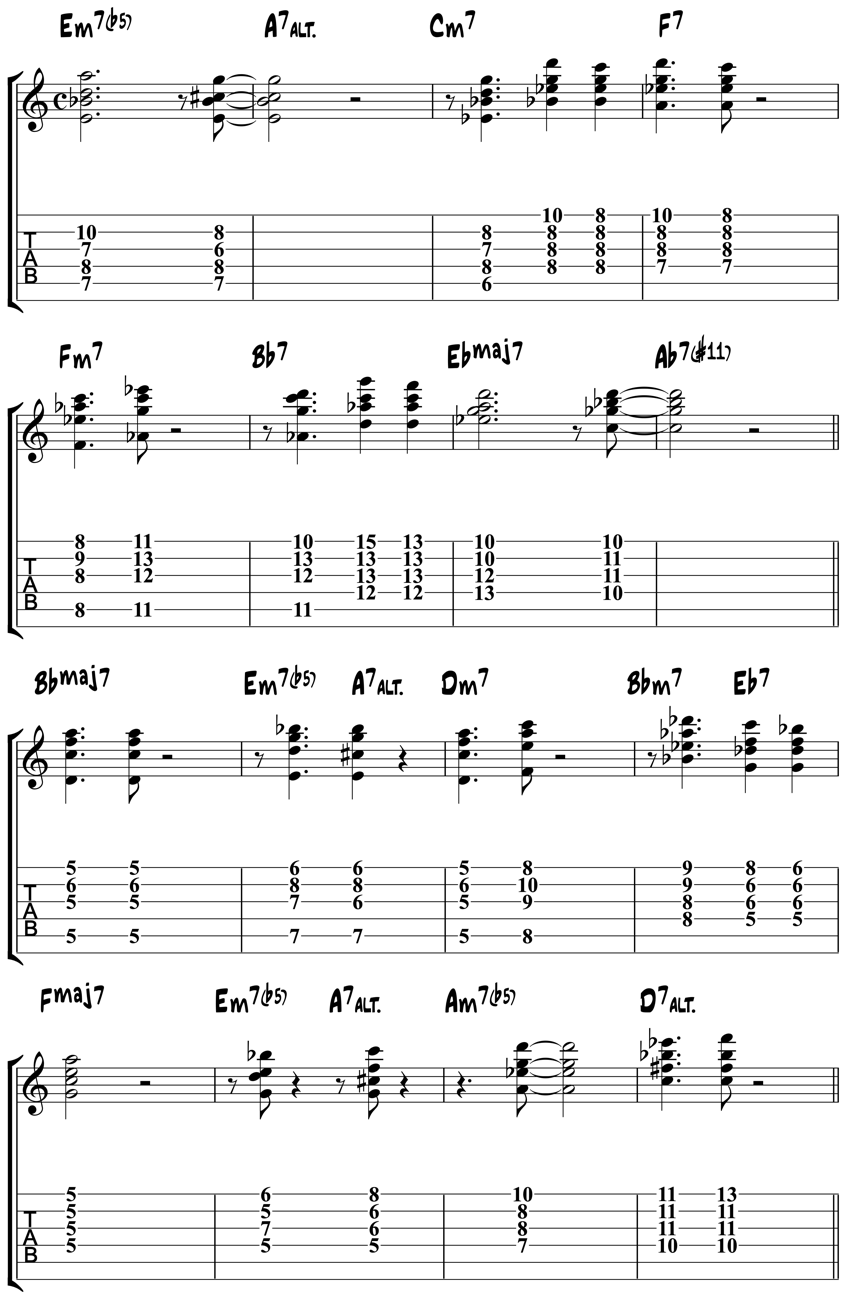 Em7(b5) A7ALT. Cm7 F7
10 8 10 8 10 8
T 7 6 8 8 8 8 8
A 8 8 7 8 8 8 8
B 7 7 8 8 8 7 7
6
Fm7 Bb7 Ebmaj7 Ab7(#11)
8 11 10 15 13 10 10
T 9 13 13 13 13 10 11
A 8 12 12 13 13 12 11
B 12 12 13 10
8 11 11
Bbmaj7 Em7(b5) A7ALT. Dm7 Bbm7 Eb7
5 5 6 6 5 8 9 8 6
T 6 6 8 8 6 10 9 6 6
A 5 5 7 6 5 9 8 6 6
B 8 5 5
5 5 7 7 5 8
Fmaj7 Em7(b5) A7ALT. Am7(b5) D7ALT.
5 6 8 10 11 13
T 5 5 6 8 11 11
A 5 7 6 8 11 11
B 5 5 5 7 10 10